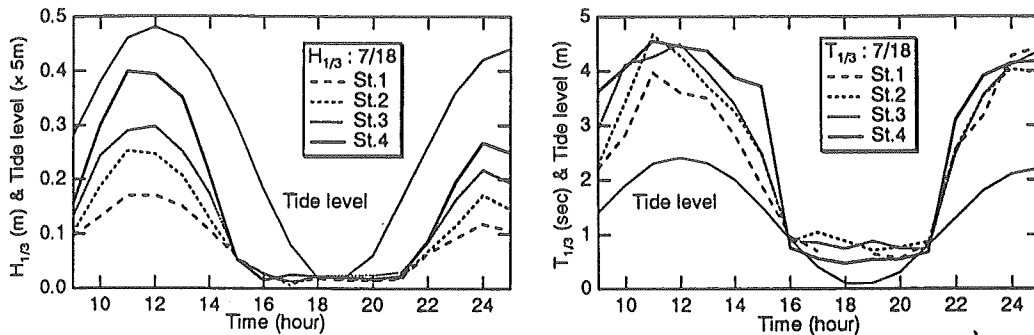 H1/3 (m) & Tide level (× 5m)
0.5
0.4
0.3
0.2
0.1
0.0
H1/3 : 7/18
St.1
St.2
St.3
St.4
Tide level
10 12 14 16 18 20 22 24
Time (hour)
T1/3 (sec) & Tide level (m)
5
4
3
2
1
0
T1/3 : 7/18
St.1
St.2
St.3
St.4
Tide level
10 12 14 16 18 20 22 24
Time (hour)